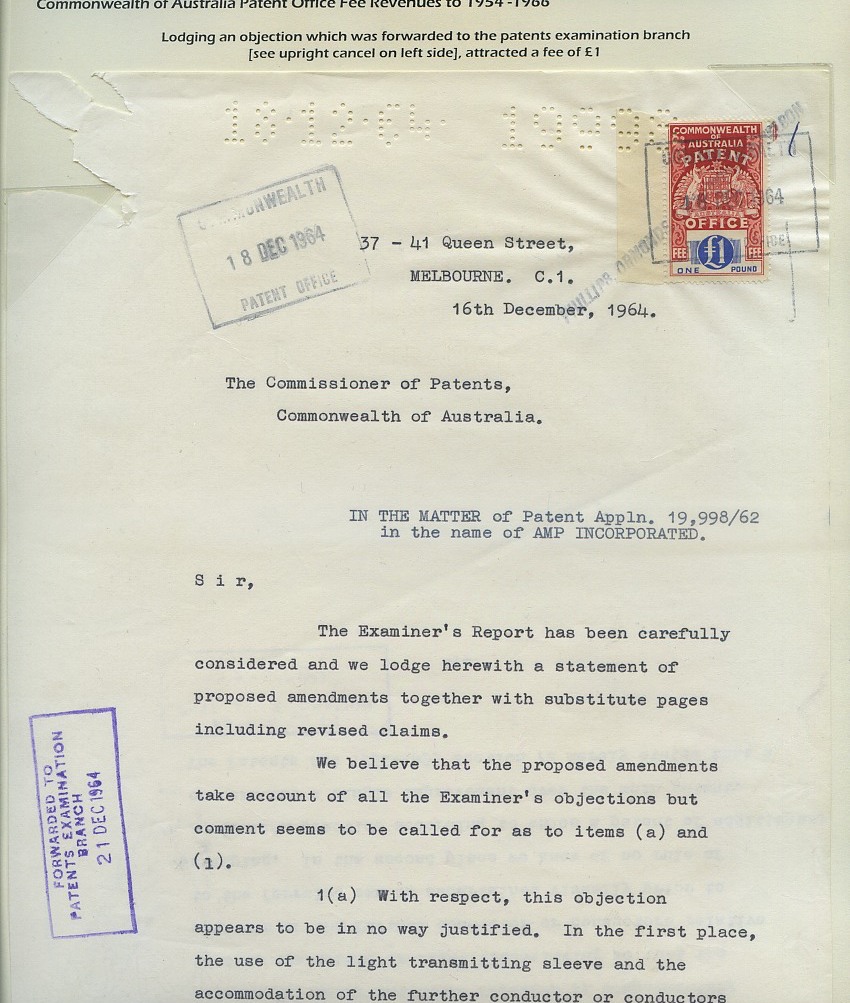 Commonwealth of Australia Patent Office Fee Revenues to 1954-1966
Lodging an objection which was forwarded to the patents examination branch
[see upright cancel on left side], attracted a fee of £1
18·12·64· 19998
COMMONWEALTH
OF
AUSTRALIA
PATENT
AUSTRALIA
OFFICE
FEE £1 FEE
ONE POUND
COMMONWEALTH
18 DEC 1964
PATENT OFFICE
37 - 41 Queen Street,
MELBOURNE. C.1.
16th December, 1964.
The Commissioner of Patents,
Commonwealth of Australia.
IN THE MATTER of Patent Appln. 19,998/62
in the name of AMP INCORPORATED.
S i r,
The Examiner's Report has been carefully
considered and we lodge herewith a statement of
proposed amendments together with substitute pages
including revised claims.
We believe that the proposed amendments
take account of all the Examiner's objections but
comment seems to be called for as to items (a) and
(1).
1(a) With respect, this objection
appears to be in no way justified. In the first place,
the use of the light transmitting sleeve and the
accommodation of the further conductor or conductors
FORWARDED TO
PATENTS EXAMINATION
BRANCH
21 DEC 1964